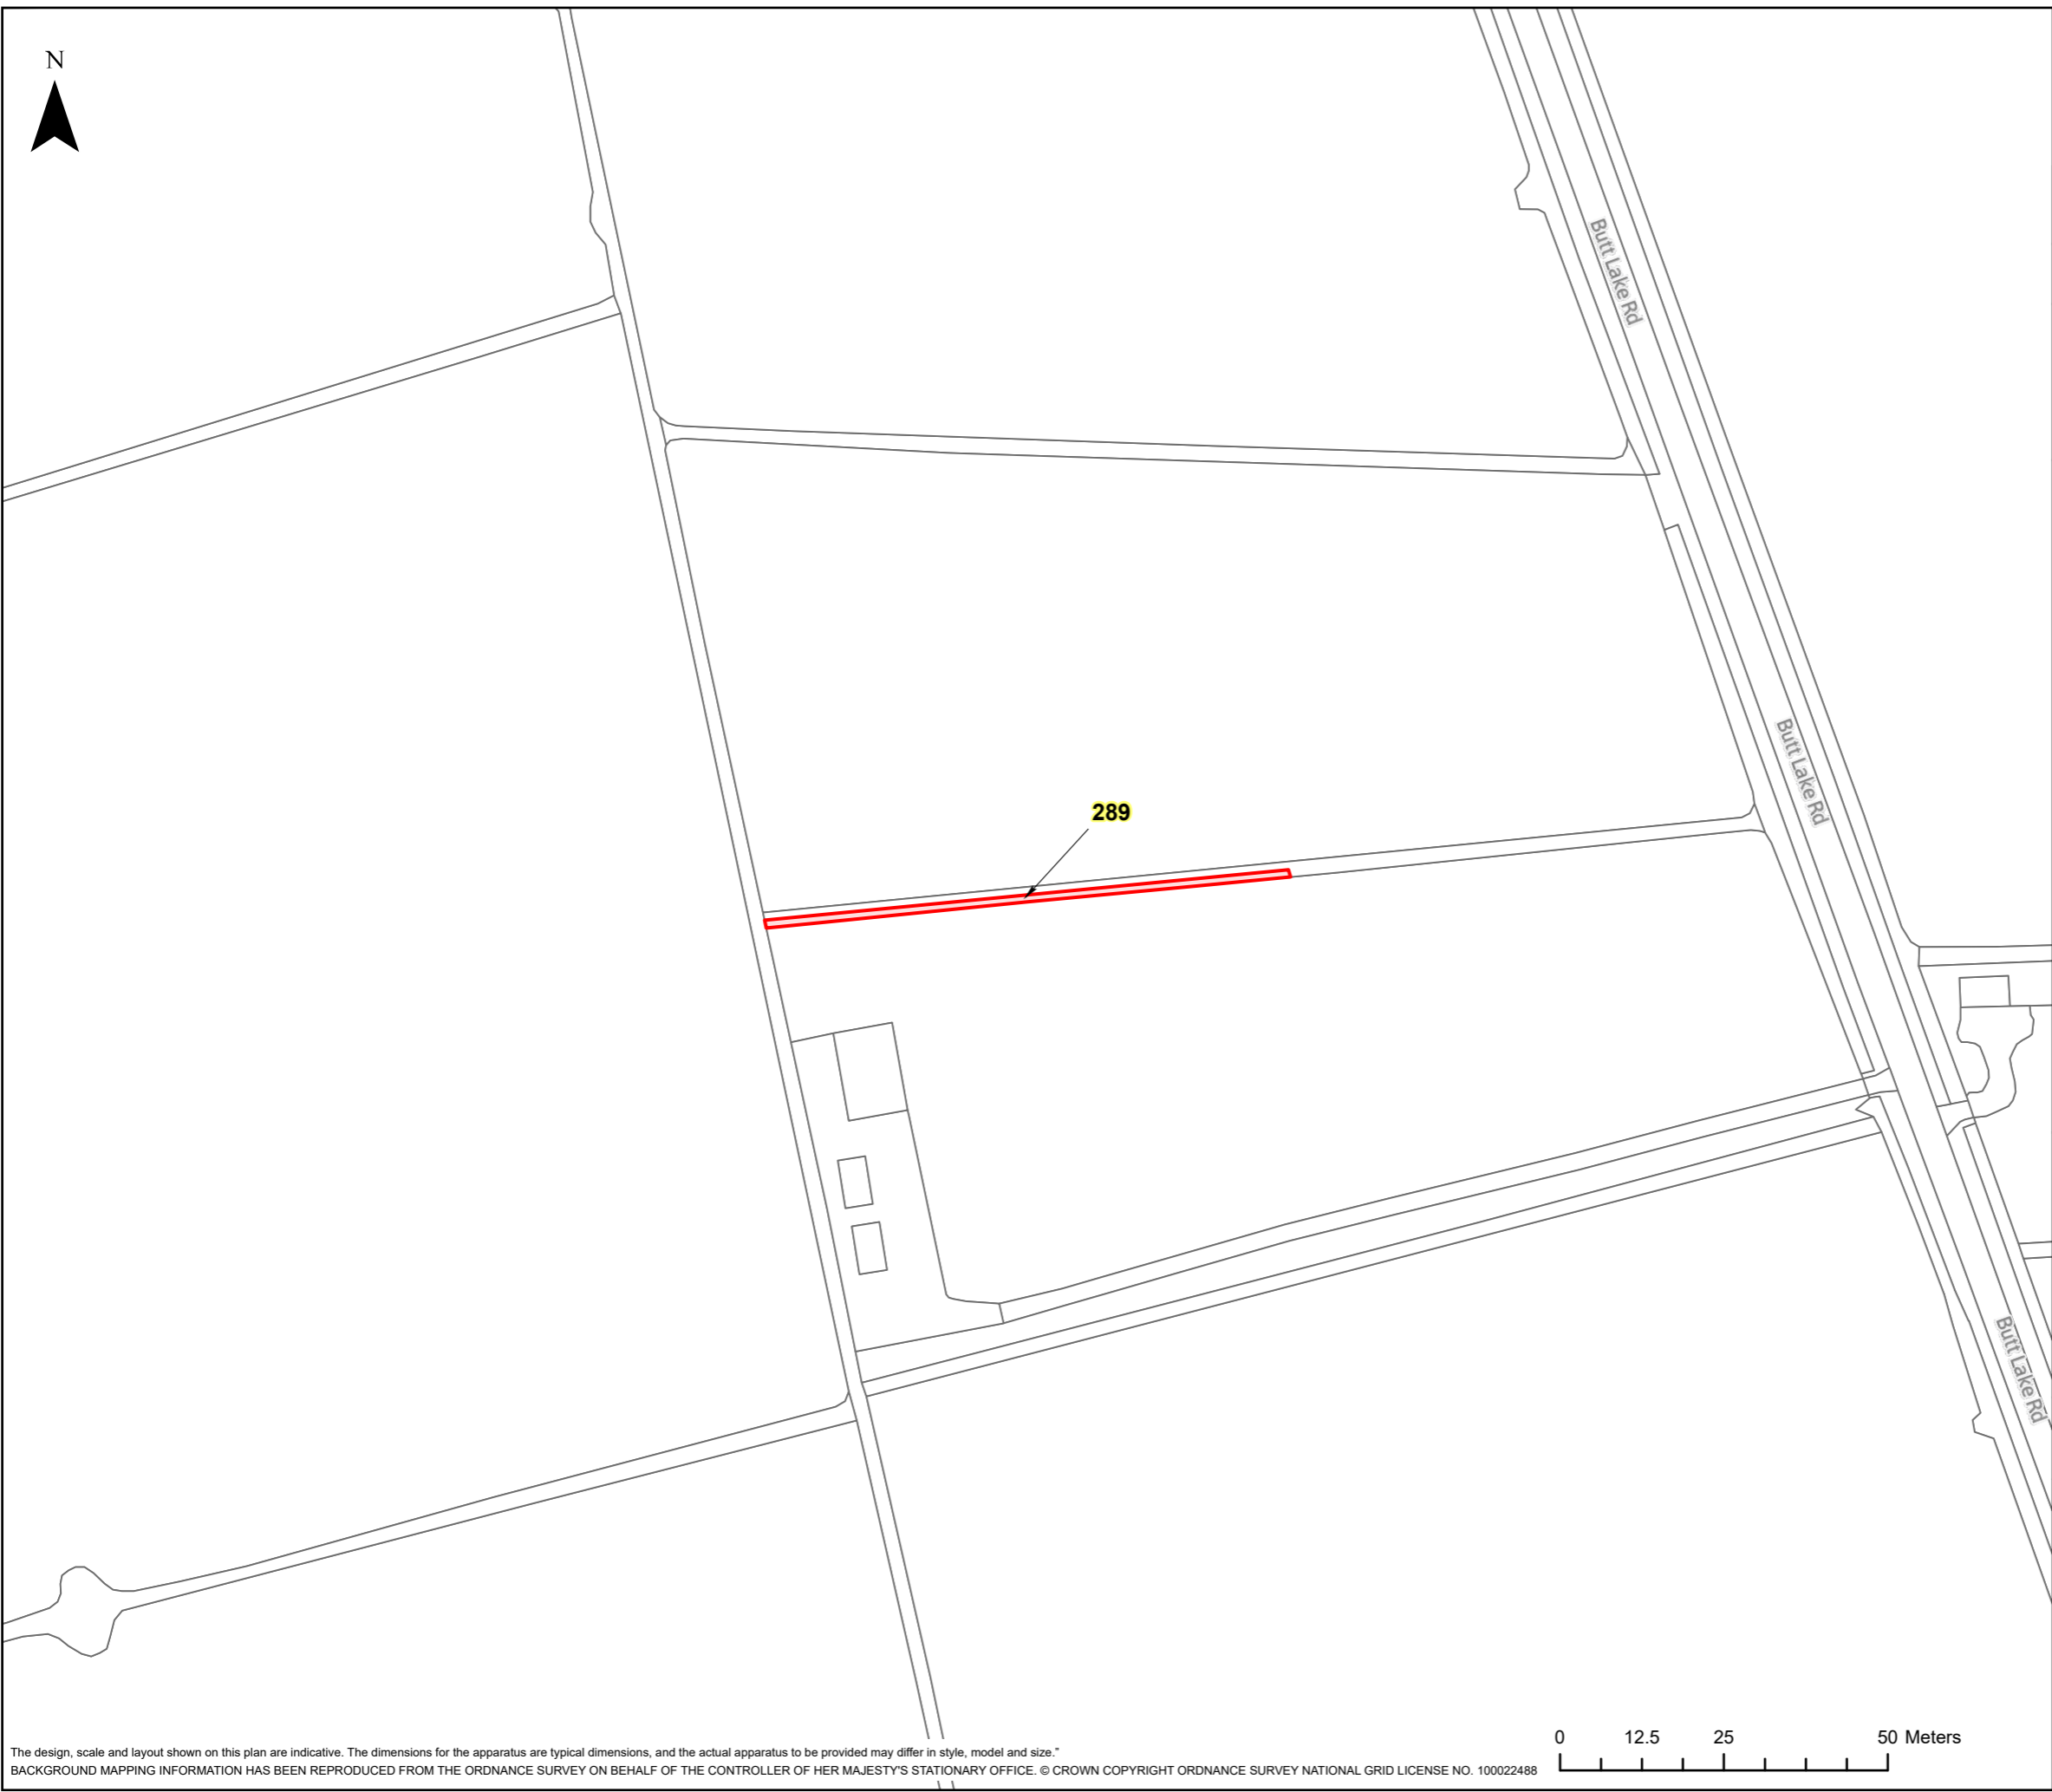 N
Butt Lake Rd
Butt Lake Rd
289
Butt Lake Rd
0 12.5 25 50 Meters
The design, scale and layout shown on this plan are indicative. The dimensions for the apparatus are typical dimensions, and the actual apparatus to be provided may differ in style, model and size."
BACKGROUND MAPPING INFORMATION HAS BEEN REPRODUCED FROM THE ORDNANCE SURVEY ON BEHALF OF THE CONTROLLER OF HER MAJESTY'S STATIONARY OFFICE. © CROWN COPYRIGHT ORDNANCE SURVEY NATIONAL GRID LICENSE NO. 100022488